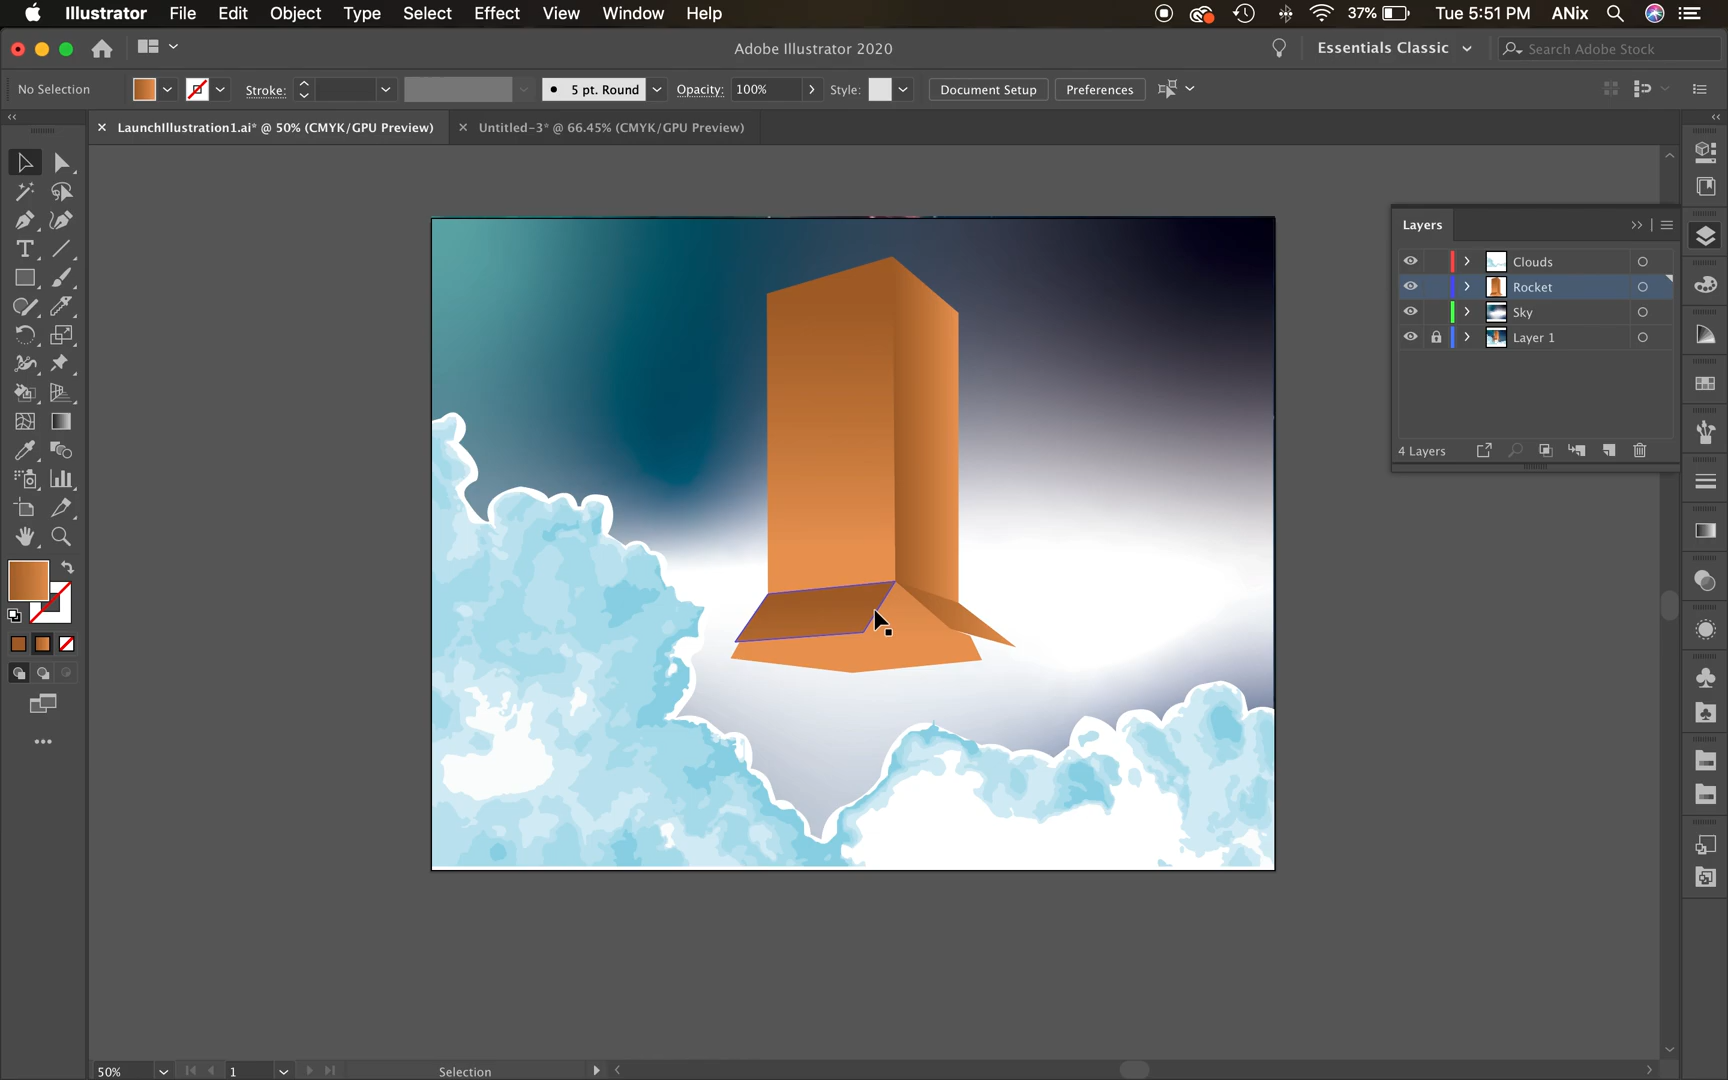 Illustrator File Edit Object Type Select Effect View Window Help 37% Tue 5:51 PM ANix
Adobe Illustrator 2020 Essentials Classic Search Adobe Stock
No Selection Stroke: 5 pt. Round Opacity: 100% Style: Document Setup Preferences
LaunchIllustration1.ai* @ 50% (CMYK/GPU Preview) Untitled-3* @ 66.45% (CMYK/GPU Preview)
Layers
Clouds
Rocket
Sky
Layer 1
4 Layers
50% 1 Selection